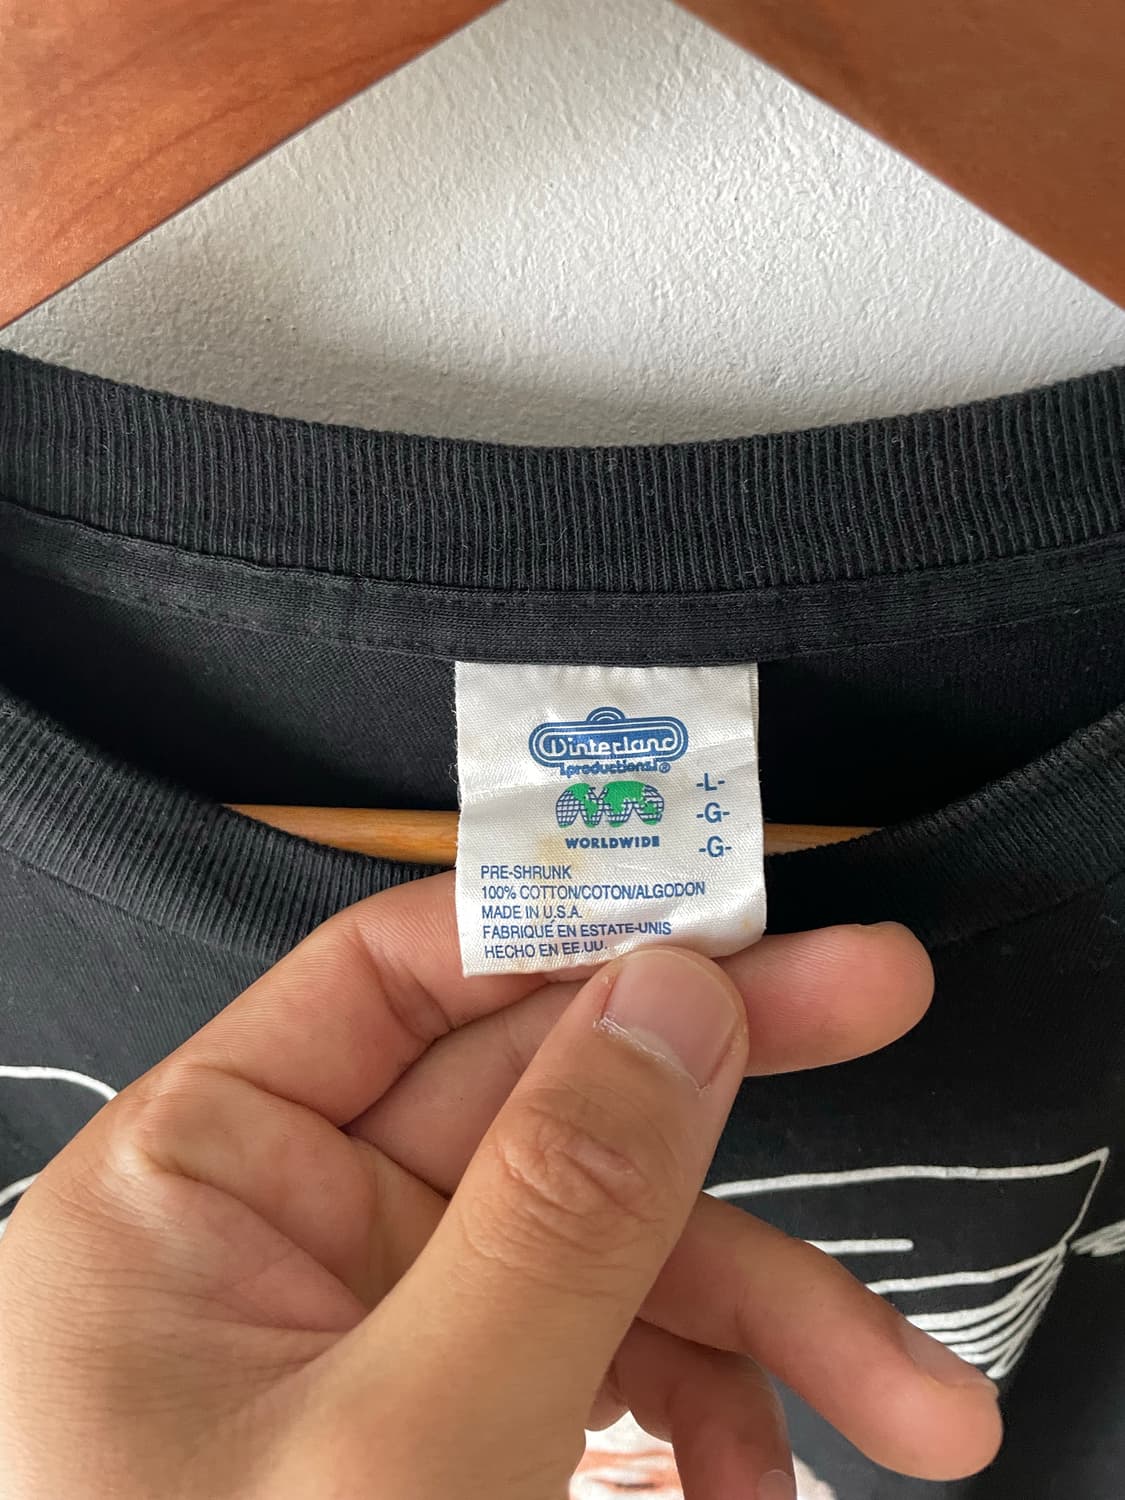 Winterland
productions ®
-L-
-G-
WORLDWIDE
-G-
PRE-SHRUNK
100% COTTON/COTON/ALGODON
MADE IN U.S.A.
FABRIQUÉ EN ESTATE-UNIS
HECHO EN EE.UU.